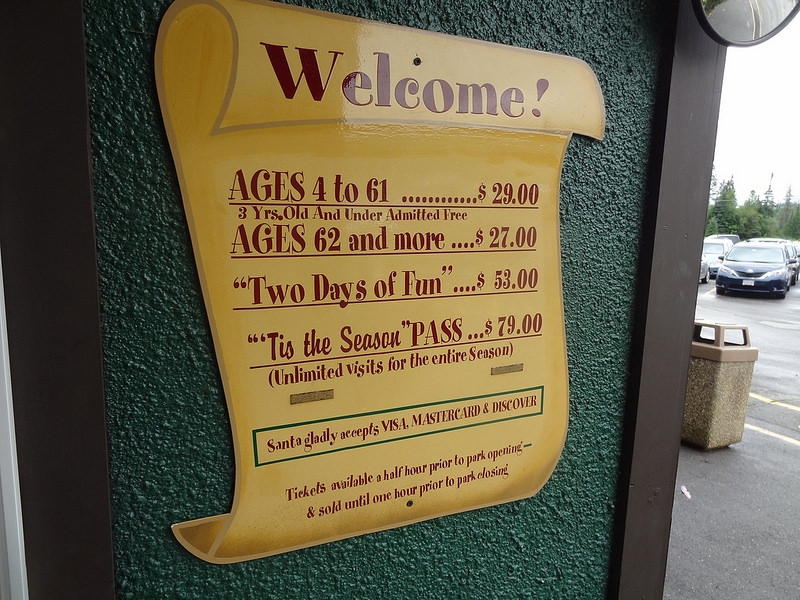 Welcome!
AGES 4 to 61 ............$ 29.00
3 Yrs.Old And Under Admitted Free
AGES 62 and more ....$ 27.00
“Two Days of Fun”....$ 53.00
“'Tis the Season”PASS ...$ 79.00
(Unlimited visits for the entire Season)
Santa gladly accepts VISA, MASTERCARD & DISCOVER
Tickets available a half hour prior to park opening
& sold until one hour prior to park closing